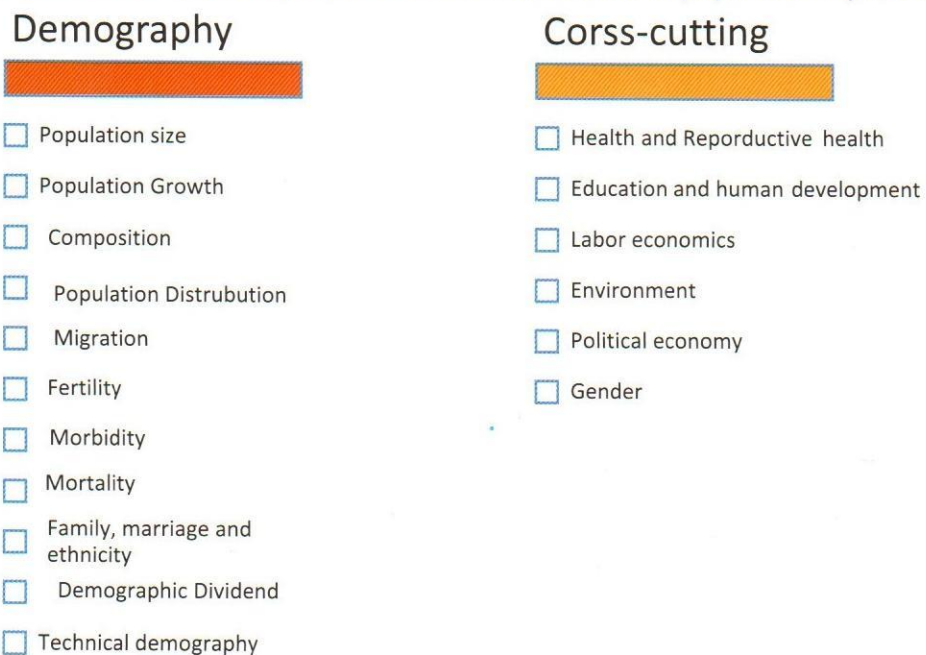 Demography
Population size
Population Growth
Composition
Population Distrubution
Migration
Fertility
Morbidity
Mortality
Family, marriage and
ethnicity
Demographic Dividend
Technical demography
Corss-cutting
Health and Reporductive health
Education and human development
Labor economics
Environment
Political economy
Gender